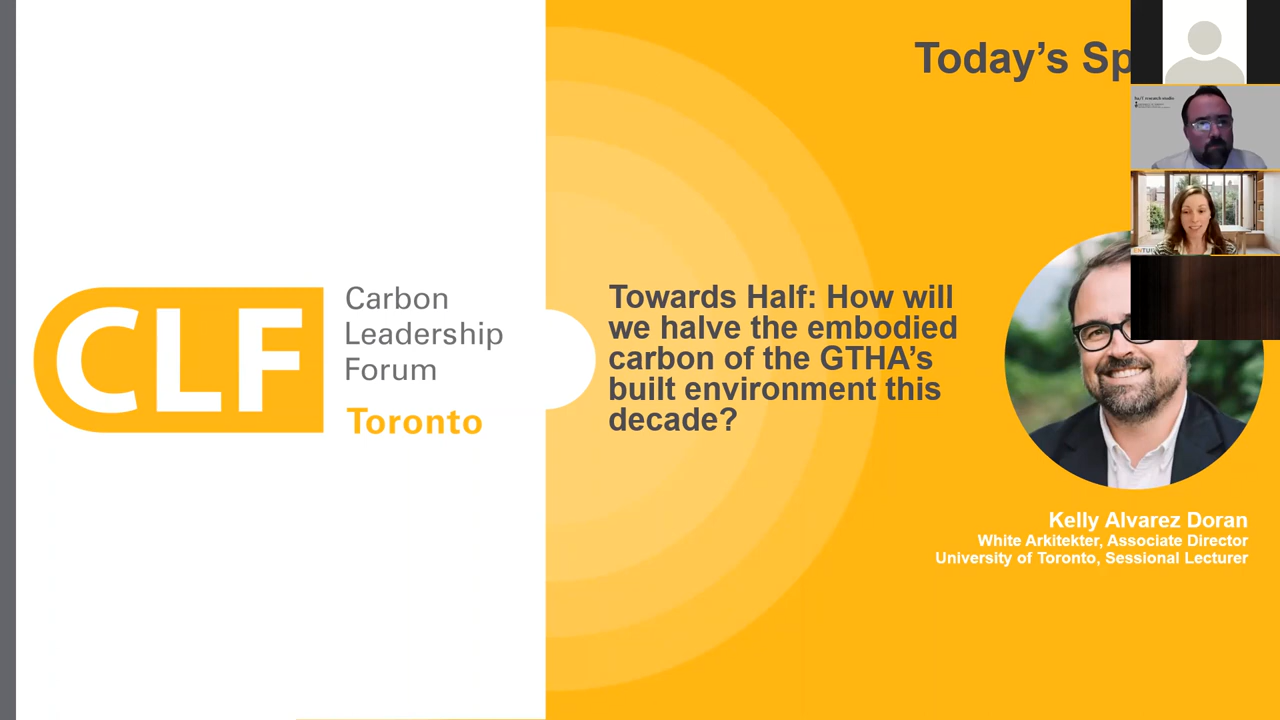 Today's Sp
CLF
Carbon
Leadership
Forum
Toronto
Towards Half: How will
we halve the embodied
carbon of the GTHA's
built environment this
decade?
Kelly Alvarez Doran
White Arkitekter, Associate Director
University of Toronto, Sessional Lecturer